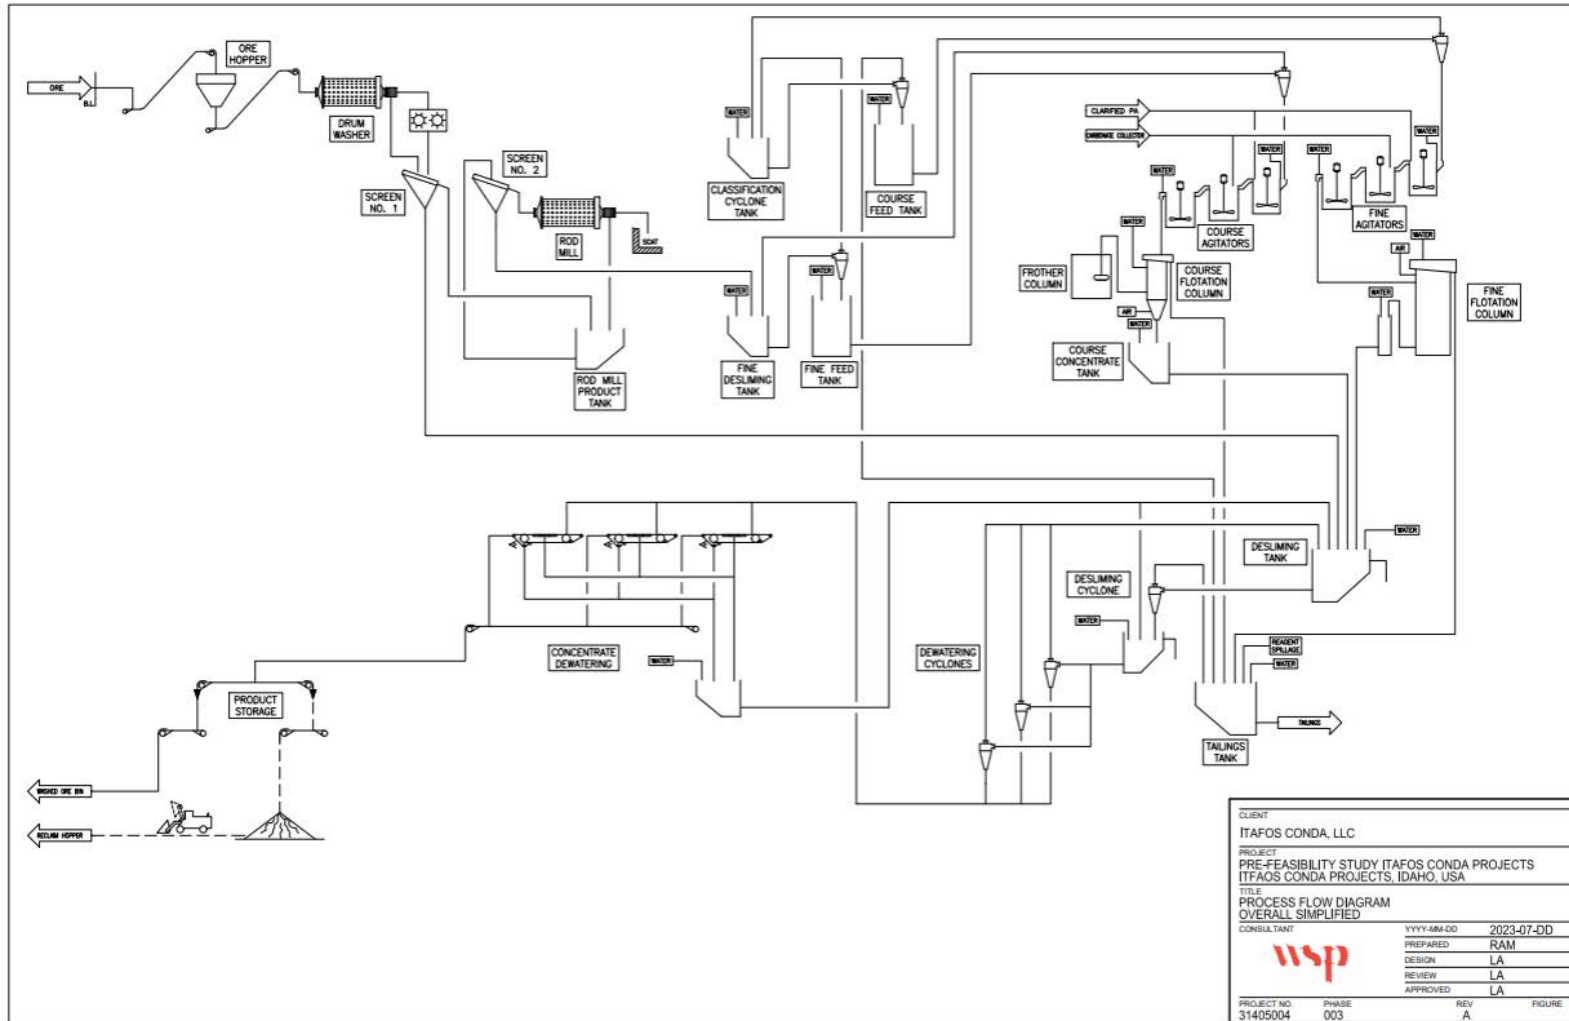 ORE
HOPPER
ORE
B.L.
DRUM
WASHER
SCREEN
NO. 1
SCREEN
NO. 2
ROD
MILL
SCAT
ROD MILL
PRODUCT
TANK
WATER
CLASSIFICATION
CYCLONE
TANK
WATER
COURSE
FEED TANK
WATER
FINE
DESLIMING
TANK
WATER
FINE FEED
TANK
CLARIFIED PA
CARBONATE COLLECTOR
WATER
WATER
WATER
WATER
COURSE
AGITATORS
FINE
AGITATORS
WATER
FROTHER
COLUMN
COURSE
FLOTATION
COLUMN
AIR
WATER
COURSE
CONCENTRATE
TANK
WATER
AIR
WATER
FINE
FLOTATION
COLUMN
WATER
DESLIMING
TANK
DESLIMING
CYCLONE
WATER
DEWATERING
CYCLONES
CONCENTRATE
DEWATERING
WATER
REAGENT
SPILLAGE
WATER
TAILINGS
TAILINGS
TANK
PRODUCT
STORAGE
WASHED ORE BIN
RECLAIM HOPPER
CLIENT
ITAFOS CONDA, LLC
PROJECT
PRE-FEASIBILITY STUDY ITAFOS CONDA PROJECTS
ITFAOS CONDA PROJECTS, IDAHO, USA
TITLE
PROCESS FLOW DIAGRAM
OVERALL SIMPLIFIED
CONSULTANT
wsp
YYYY-MM-DD 2023-07-DD
PREPARED RAM
DESIGN LA
REVIEW LA
APPROVED LA
PROJECT NO. PHASE REV FIGURE
31405004 003 A